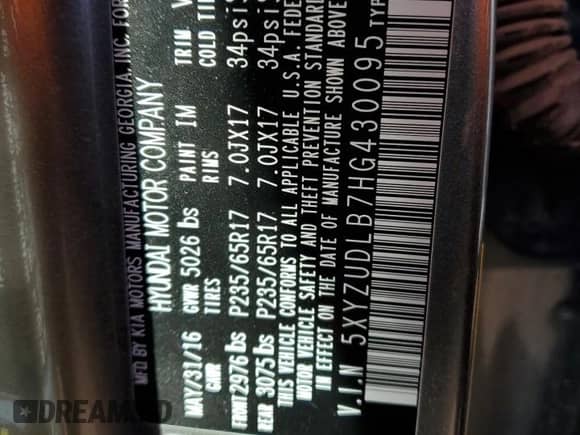 MFD BY KIA MOTORS MANUFACTURING GEORGIA, INC. FOR
HYUNDAI MOTOR COMPANY
MAY/31/16 GVWR 5026 lbs PAINT IM TRIM
GAWR TIRES RIMS COLD TI
FRONT 2976 lbs P235/65R17 7.0JX17 34psi
REAR 3075 lbs P235/65R17 7.0JX17 34psi
THIS VEHICLE CONFORMS TO ALL APPLICABLE U.S.A. FEDE
MOTOR VEHICLE SAFETY AND THEFT PREVENTION STANDARD
IN EFFECT ON THE DATE OF MANUFACTURE SHOWN ABOVE
V.I.N 5XYZUDLB7HG430095 TYP